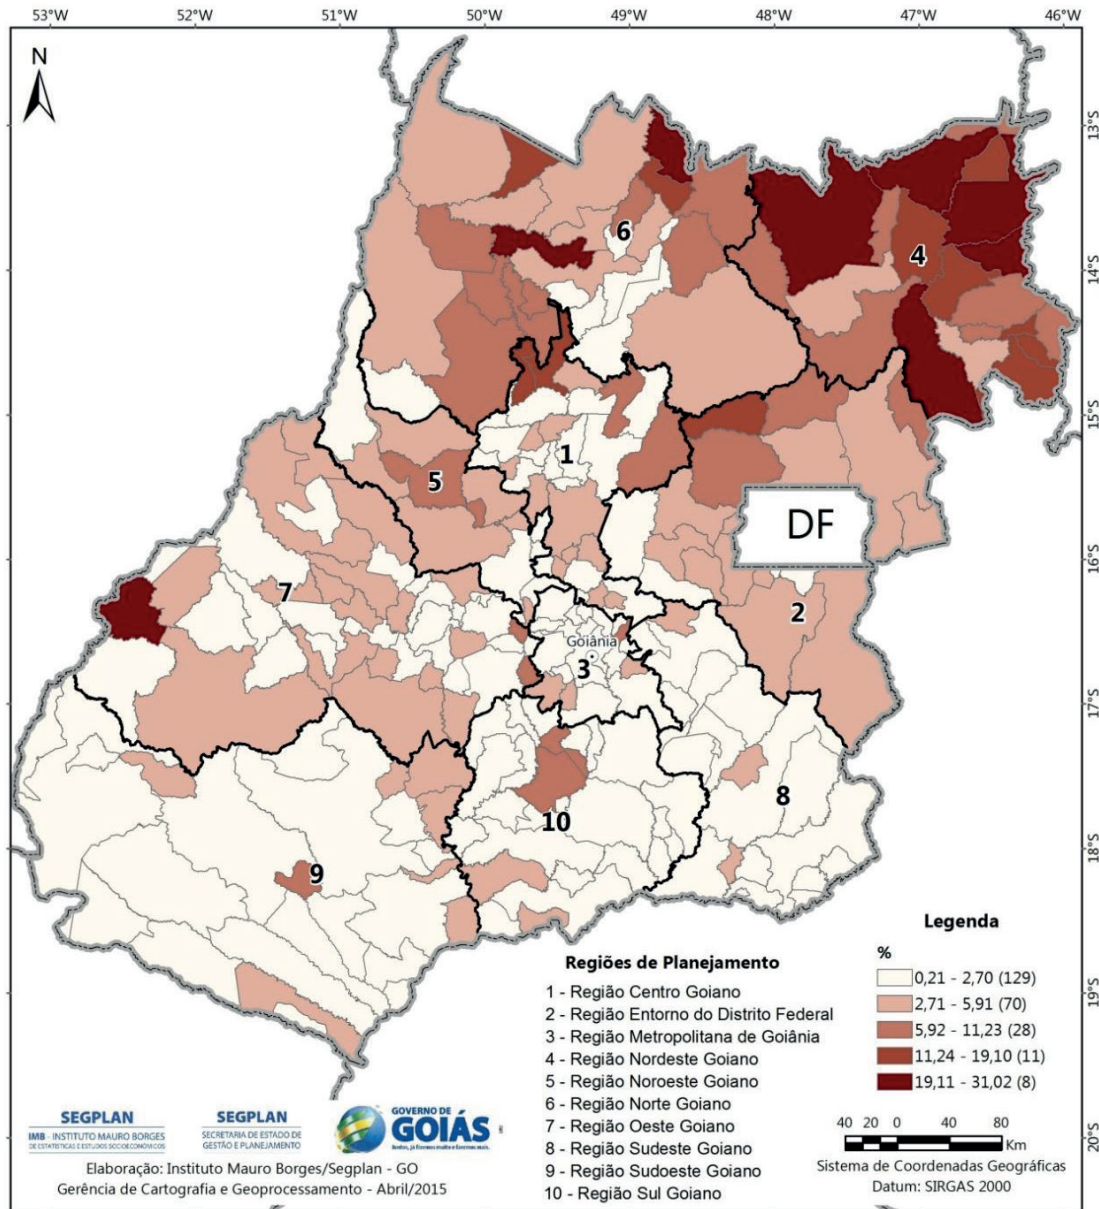 53°W 52°W 51°W 50°W 49°W 48°W 47°W 46°W
N
13°S
14°S
15°S
16°S
17°S
18°S
19°S
20°S
6
4
1
5
DF
7
2
Goiânia
3
8
10
9
Legenda
%
0,21 - 2,70 (129)
2,71 - 5,91 (70)
5,92 - 11,23 (28)
11,24 - 19,10 (11)
19,11 - 31,02 (8)
Regiões de Planejamento
1 - Região Centro Goiano
2 - Região Entorno do Distrito Federal
3 - Região Metropolitana de Goiânia
4 - Região Nordeste Goiano
5 - Região Noroeste Goiano
6 - Região Norte Goiano
7 - Região Oeste Goiano
8 - Região Sudeste Goiano
9 - Região Sudoeste Goiano
10 - Região Sul Goiano
40 20 0 40 80
Km
Sistema de Coordenadas Geográficas
Datum: SIRGAS 2000
SEGPLAN
IMB - INSTITUTO MAURO BORGES
DE ESTATÍSTICAS E ESTUDOS SOCIOECONÔMICOS
SEGPLAN
SECRETARIA DE ESTADO DE
GESTÃO E PLANEJAMENTO
GOVERNO DE
GOIÁS
Elaboração: Instituto Mauro Borges/Segplan - GO
Gerência de Cartografia e Geoprocessamento - Abril/2015